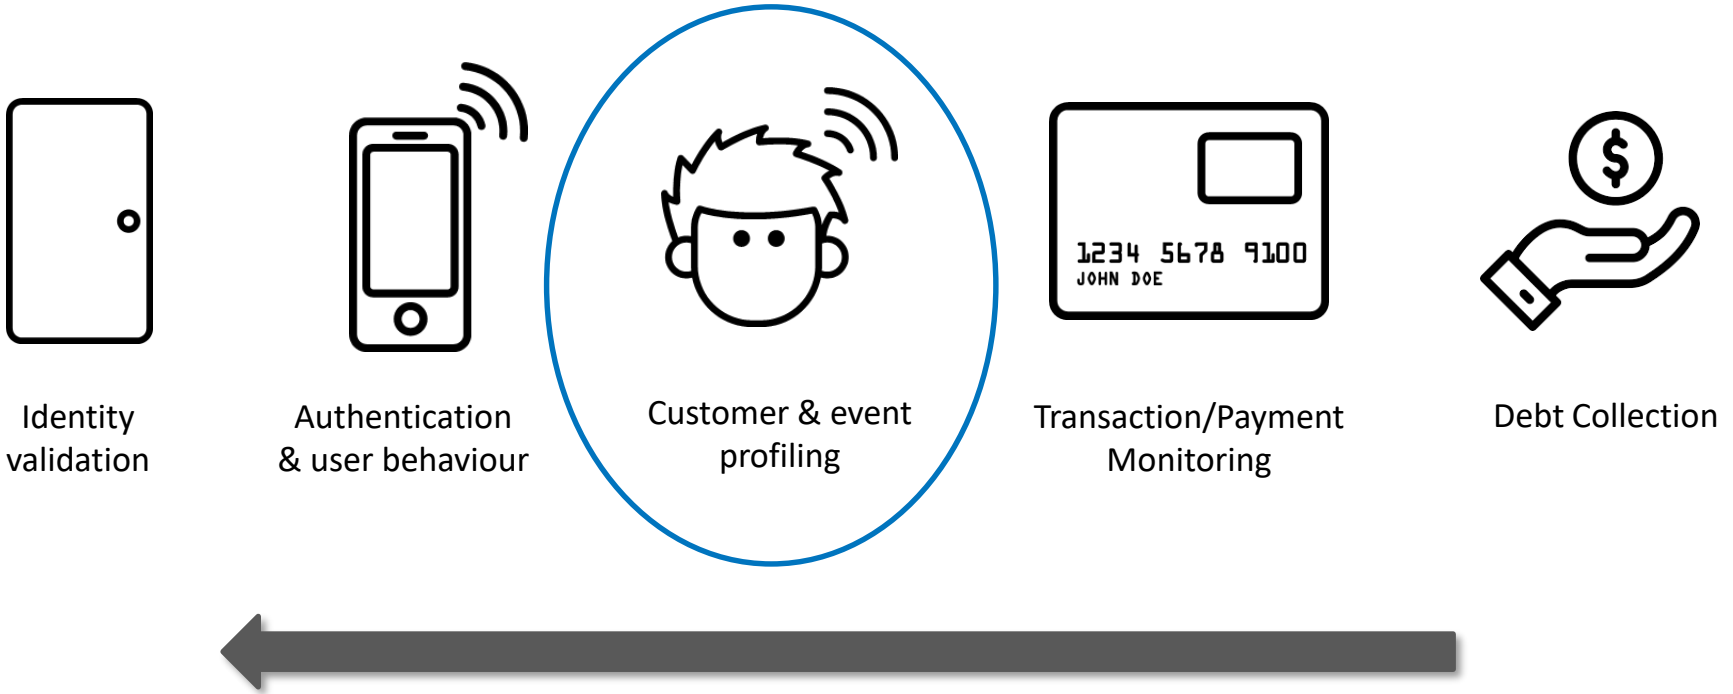 $
1234 5678 9100
JOHN DOE
Identity
validation
Authentication
& user behaviour
Customer & event
profiling
Transaction/Payment
Monitoring
Debt Collection